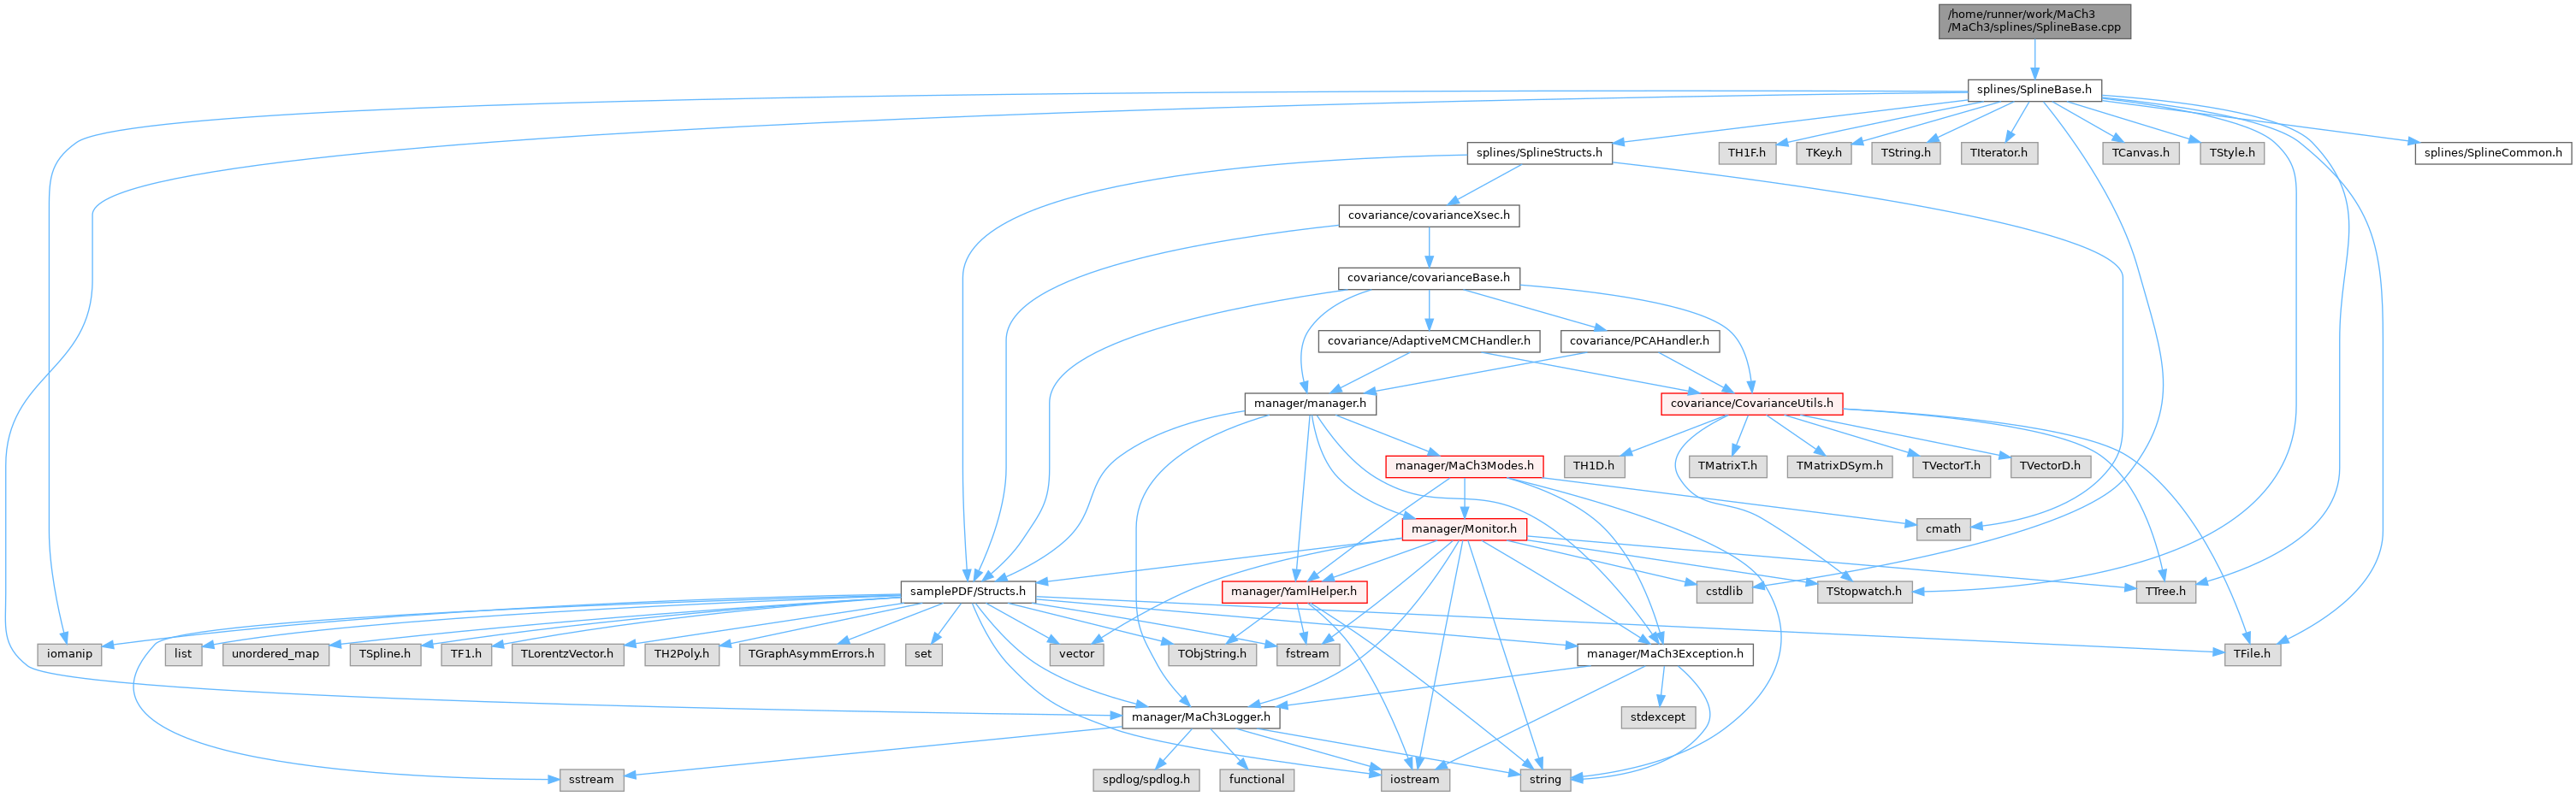 /home/runner/work/MaCh3
/MaCh3/splines/SplineBase.cpp
splines/SplineBase.h
splines/SplineStructs.h
TH1F.h
TKey.h
TString.h
TIterator.h
TCanvas.h
TStyle.h
splines/SplineCommon.h
covariance/covarianceXsec.h
covariance/covarianceBase.h
covariance/AdaptiveMCMCHandler.h
covariance/PCAHandler.h
manager/manager.h
covariance/CovarianceUtils.h
manager/MaCh3Modes.h
TH1D.h
TMatrixT.h
TMatrixDSym.h
TVectorT.h
TVectorD.h
manager/Monitor.h
cmath
samplePDF/Structs.h
manager/YamlHelper.h
cstdlib
TStopwatch.h
TTree.h
iomanip
list
unordered_map
TSpline.h
TF1.h
TLorentzVector.h
TH2Poly.h
TGraphAsymmErrors.h
set
vector
TObjString.h
fstream
manager/MaCh3Exception.h
TFile.h
manager/MaCh3Logger.h
stdexcept
sstream
spdlog/spdlog.h
functional
iostream
string